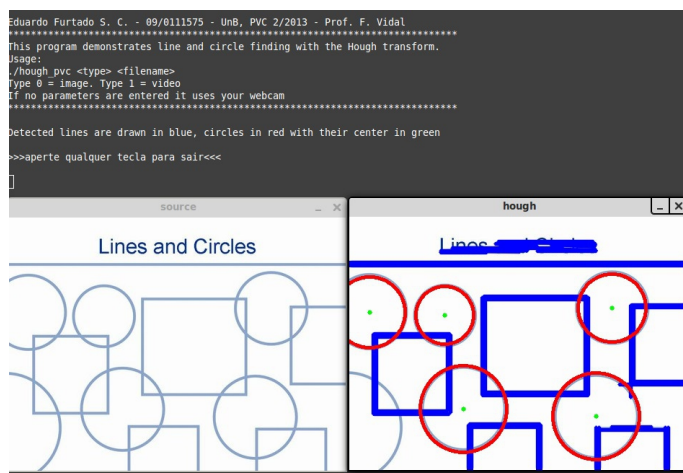 Eduardo Furtado S. C. - 09/0111575 - UnB, PVC 2/2013 - Prof. F. Vidal
******************************************************************************
This program demonstrates line and circle finding with the Hough transform.
Usage:
./hough_pvc <type> <filename>
Type 0 = image. Type 1 = video
If no parameters are entered it uses your webcam
******************************************************************************
Detected lines are drawn in blue, circles in red with their center in green
>>>aperte qualquer tecla para sair<<<
source
hough
Lines and Circles
Lines